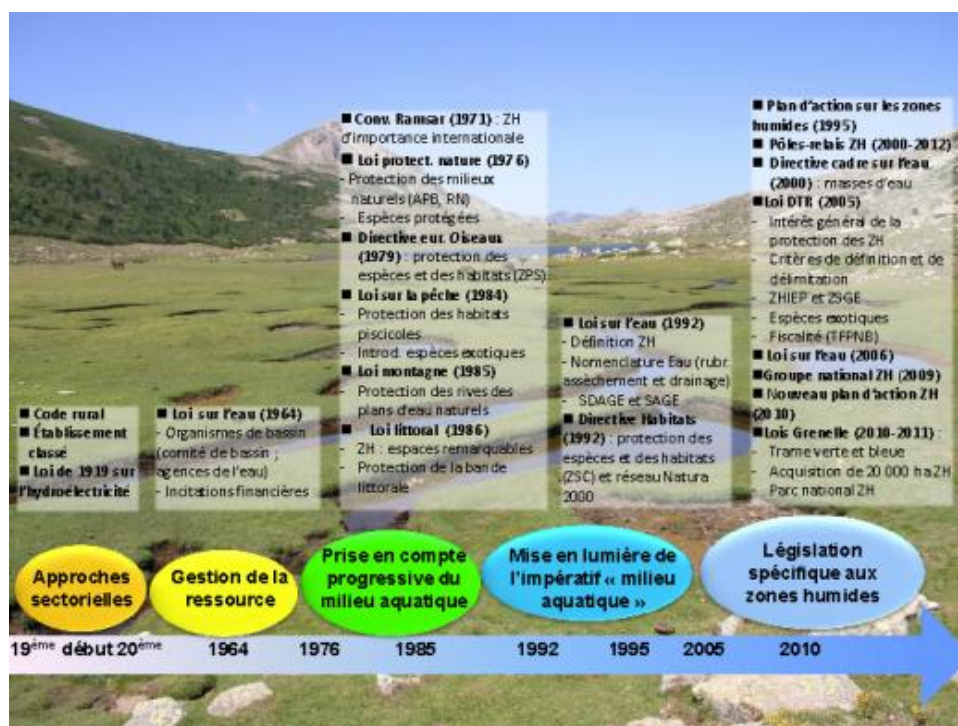 ■ Code rural
■ Établissement
classé
■ Loi de 1919 sur
l'hydroélectricité
■ Loi sur l'eau (1964)
- Organismes de bassin
(comité de bassin ;
agences de l'eau)
- Incitations financières
■ Conv. Ramsar (1971) : ZH
d'importance internationale
■ Loi protect. nature (1976)
- Protection des milieux
naturels (APB, RN)
- Espèces protégées
■ Directive eur. Oiseaux
(1979) : protection des
espèces et des habitats (ZPS)
■ Loi sur la pêche (1984)
- Protection des habitats
piscicoles
- Introd. espèces exotiques
■ Loi montagne (1985)
- Protection des rives des
plans d'eau naturels
■ Loi littoral (1986)
- ZH : espaces remarquables
- Protection de la bande
littorale
■ Loi sur l'eau (1992)
- Définition ZH
- Nomenclature Eau (rubr.
assèchement et drainage)
- SDAGE et SAGE
■ Directive Habitats
(1992) : protection des
espèces et des habitats
(ZSC) et réseau Natura
2000
■ Plan d'action sur les zones
humides (1995)
■ Pôles-relais ZH (2000-2012)
■ Directive cadre sur l'eau
(2000) : masses d'eau
■ Loi DTR (2005)
- Intérêt général de la
protection des ZH
- Critères de définition et de
délimitation
- ZHIEP et ZSGE
- Espèces exotiques
- Fiscalité (TFPNB)
■ Loi sur l'eau (2006)
■ Groupe national ZH (2009)
■ Nouveau plan d'action ZH
(2010)
■ Lois Grenelle (2010-2011) :
- Trame verte et bleue
- Acquisition de 20 000 ha ZH
- Parc national ZH
Approches
sectorielles
Gestion de la
ressource
Prise en compte
progressive du
milieu aquatique
Mise en lumière de
l'impératif « milieu
aquatique »
Législation
spécifique aux
zones humides
19ème début 20ème 1964 1976 1985 1992 1995 2005 2010